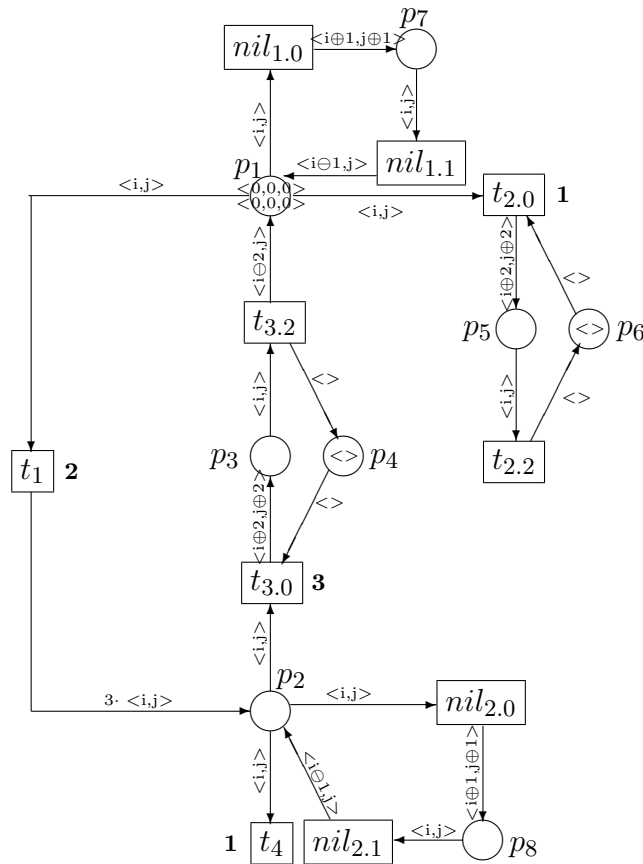 p7
nil1.0
<i⊕1,j⊕1>
<i,j>
<i,j>
p1
<i⊖1,j>
nil1.1
<i,j>
<0,0,0>
<0,0,0>
<i,j>
t2.0
1
<i⊖2,j>
<i⊕2,j⊕2>
<>
t3.2
p5
<>
p6
<i,j>
<>
<i,j>
<>
t1
2
p3
<>
p4
t2.2
<i⊕2,j⊕2>
<>
t3.0
3
<i,j>
p2
3· <i,j>
<i,j>
nil2.0
<i,j>
<i⊖1,j>
<i⊕1,j⊕1>
1
t4
nil2.1
<i,j>
p8